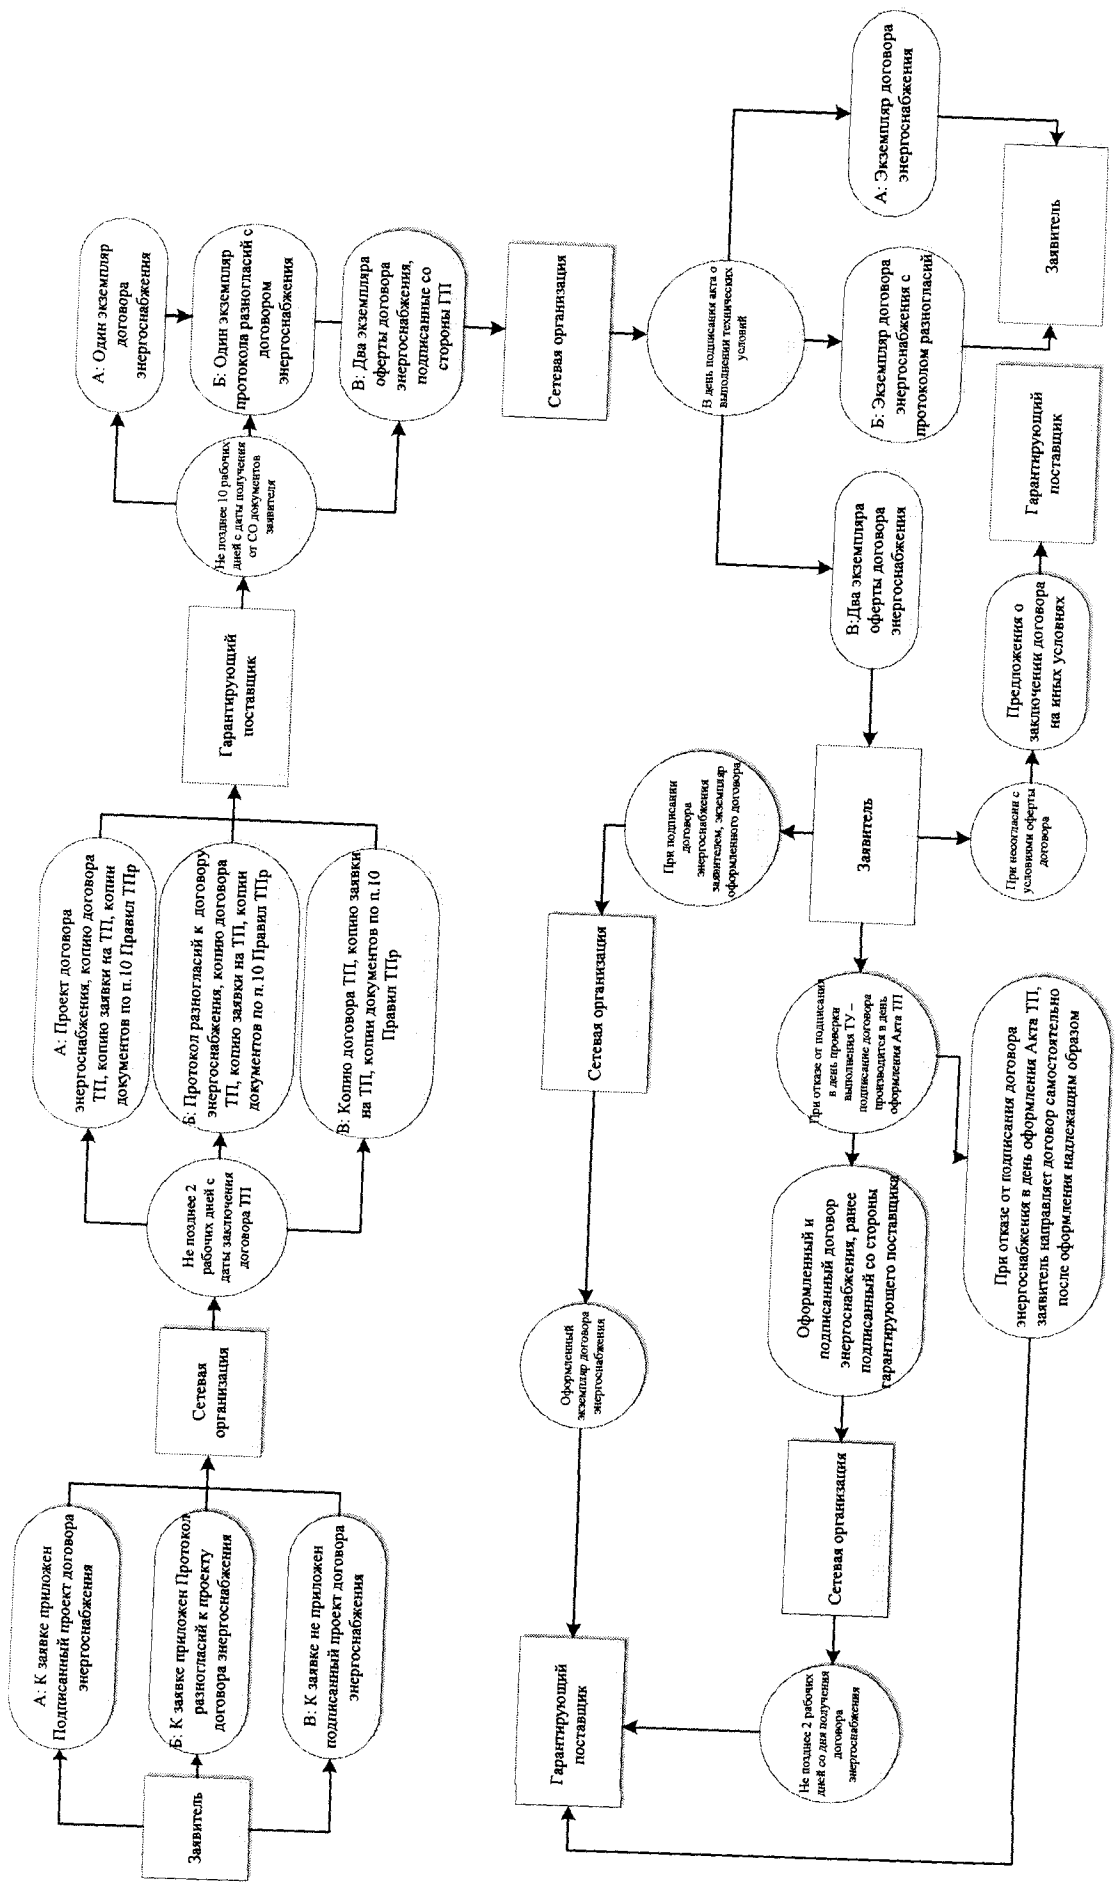 Заявитель
А: К заявке приложен
Подписанный проект договора
энергоснабжения
Б: К заявке приложен Протокол
разногласий к проекту
договора энергоснабжения
В: К заявке не приложен
подписанный проект договора
энергоснабжения
Сетевая
организация
Не позднее 2
рабочих дней с
даты заключения
договора ТП
А: Проект договора
энергоснабжения, копию договора
ТП, копию заявки на ТП, копии
документов по п.10 Правил ТПр
Б: Протокол разногласий к договору
энергоснабжения, копию договора
ТП, копию заявки на ТП, копии
документов по п.10 Правил ТПр
В: Копию договора ТП, копию заявки
на ТП, копии документов по п.10
Правил ТПр
Гарантирующий
поставщик
Не позднее 10 рабочих
дней с даты получения
от СО документов
заявителя
А: Один экземпляр
договора
энергоснабжения
Б: Один экземпляр
протокола разногласий с
договором
энергоснабжения
В: Два экземпляра
оферты договора
энергоснабжения,
подписанные со
стороны ГП
Сетевая организация
В день подписания акта о
выполнении технических
условий
А: Экземпляр договора
энергоснабжения
Б: Экземпляр договора
энергоснабжения с
протоколом разногласий
В:Два экземпляра
оферты договора
энергоснабжения
Заявитель
Заявитель
При подписании
договора
энергоснабжения
заявителем, экземпляр
оформленного договора
Сетевая организация
Оформленный
экземпляр договора
энергоснабжения
Гарантирующий
поставщик
При несогласии с
условиями оферты
договора
Предложения о
заключении договора
на иных условиях
Гарантирующий
поставщик
При отказе от подписания
в день проверки
выполнения ТУ –
подписание договора
производятся в день
оформления Акта ТП
Оформленный и
подписанный договор
энергоснабжения, ранее
подписанный со стороны
гарантирующего поставщика
Сетевая организация
Не позднее 2 рабочих
дней со дня получения
договора
энергоснабжения
При отказе от подписания договора
энергоснабжения в день оформления Акта ТП,
заявитель направляет договор самостоятельно
после оформления надлежащим образом